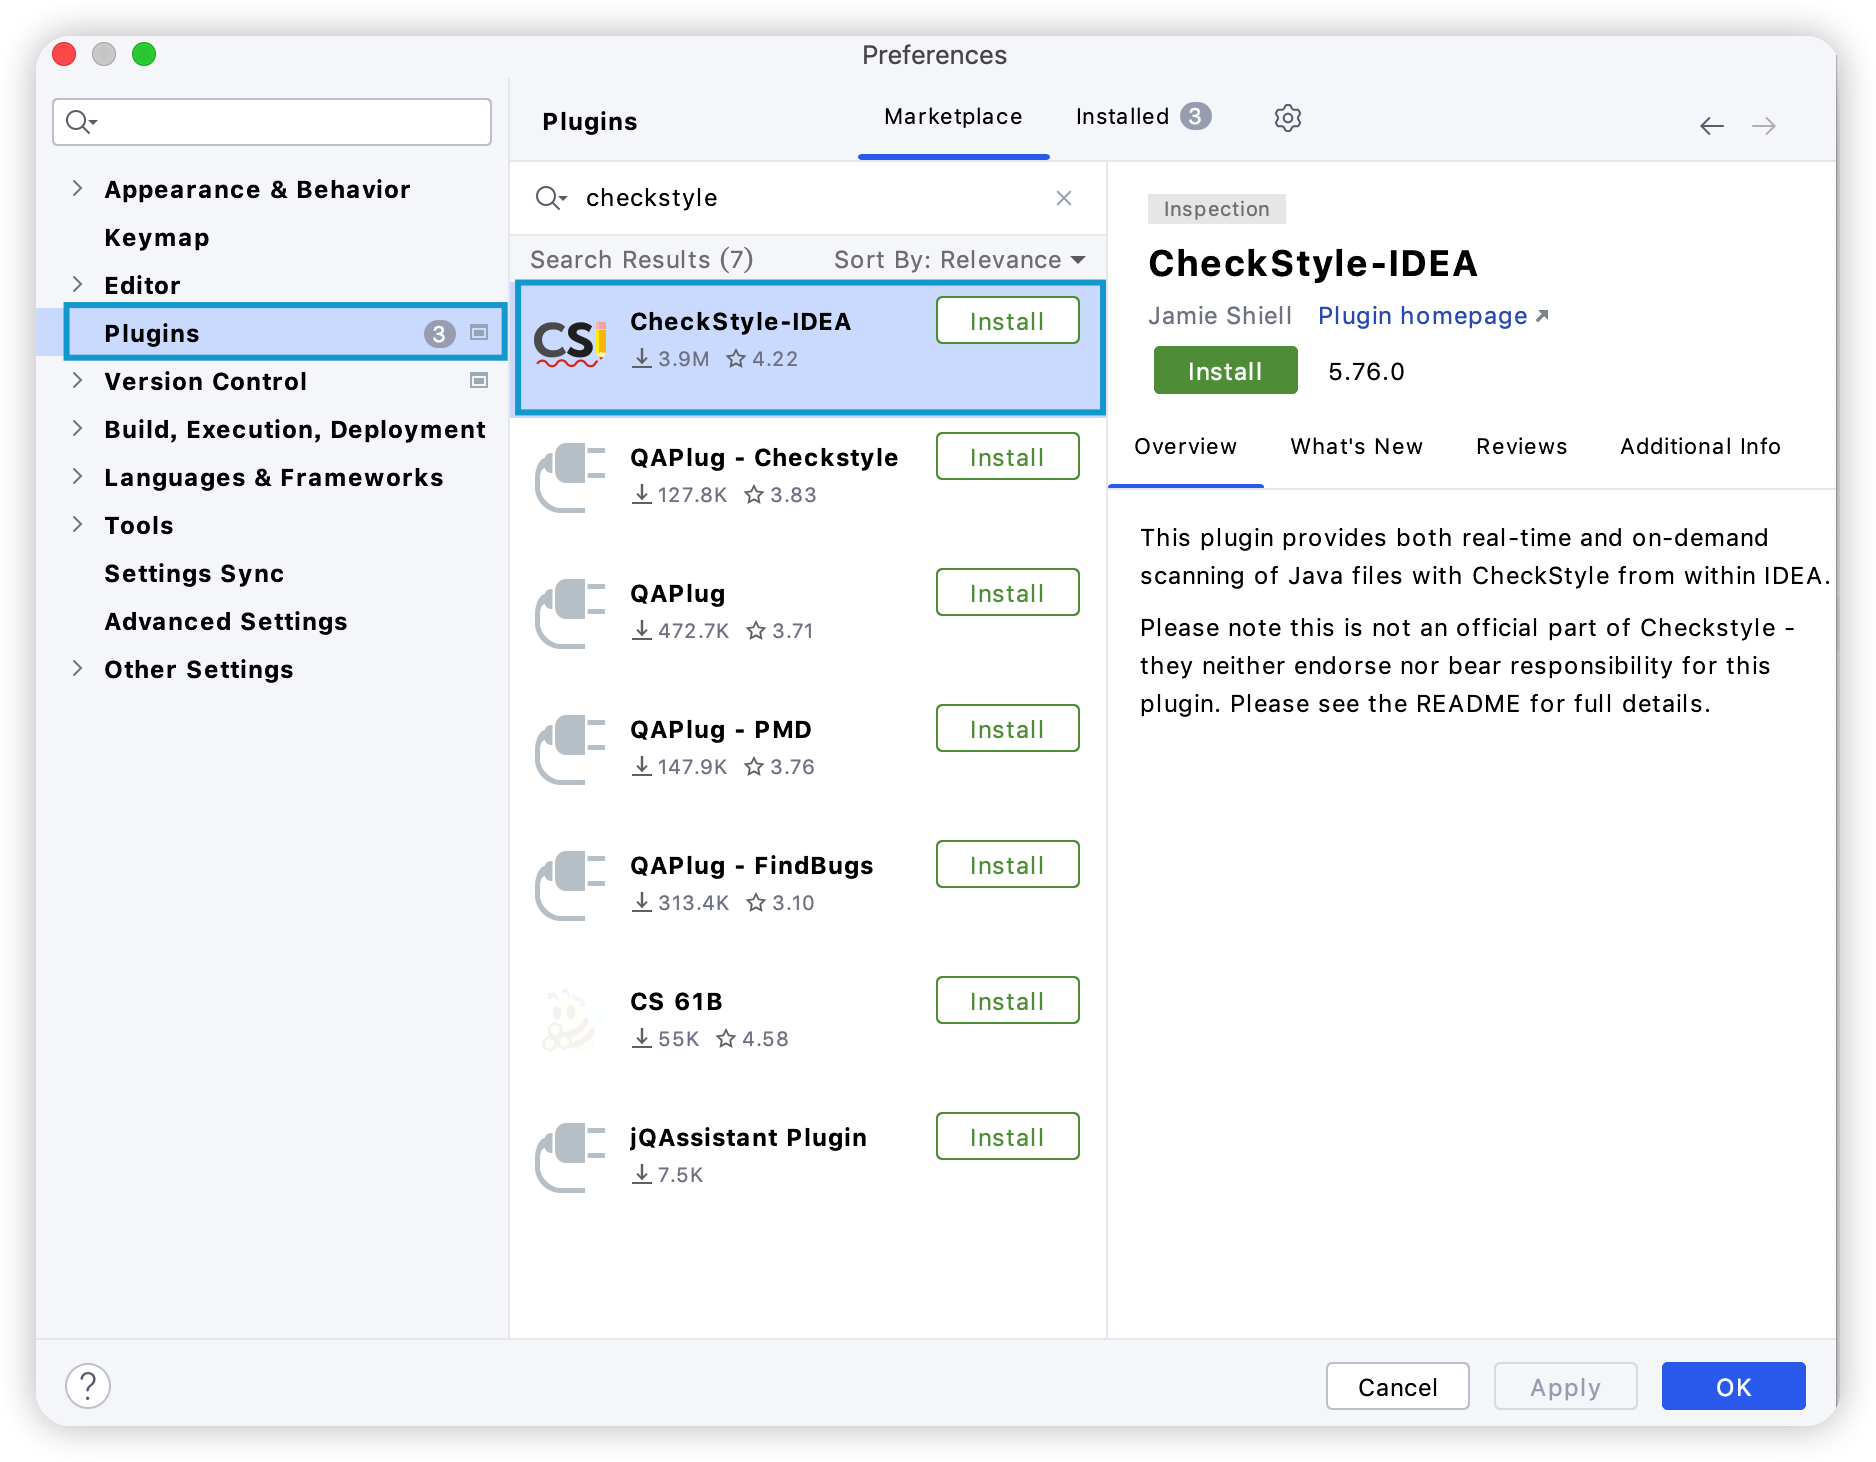 Preferences
Appearance & Behavior
Keymap
Editor
Plugins 3
Version Control
Build, Execution, Deployment
Languages & Frameworks
Tools
Settings Sync
Advanced Settings
Other Settings
Plugins Marketplace Installed 3
checkstyle
Search Results (7) Sort By: Relevance
CSi
CheckStyle-IDEA Install
3.9M 4.22
QAPlug - Checkstyle Install
127.8K 3.83
QAPlug Install
472.7K 3.71
QAPlug - PMD Install
147.9K 3.76
QAPlug - FindBugs Install
313.4K 3.10
CS 61B Install
55K 4.58
jQAssistant Plugin Install
7.5K
Inspection
CheckStyle-IDEA
Jamie Shiell Plugin homepage
Install 5.76.0
Overview What's New Reviews Additional Info
This plugin provides both real-time and on-demand
scanning of Java files with CheckStyle from within IDEA.
Please note this is not an official part of Checkstyle -
they neither endorse nor bear responsibility for this
plugin. Please see the README for full details.
? Cancel Apply OK